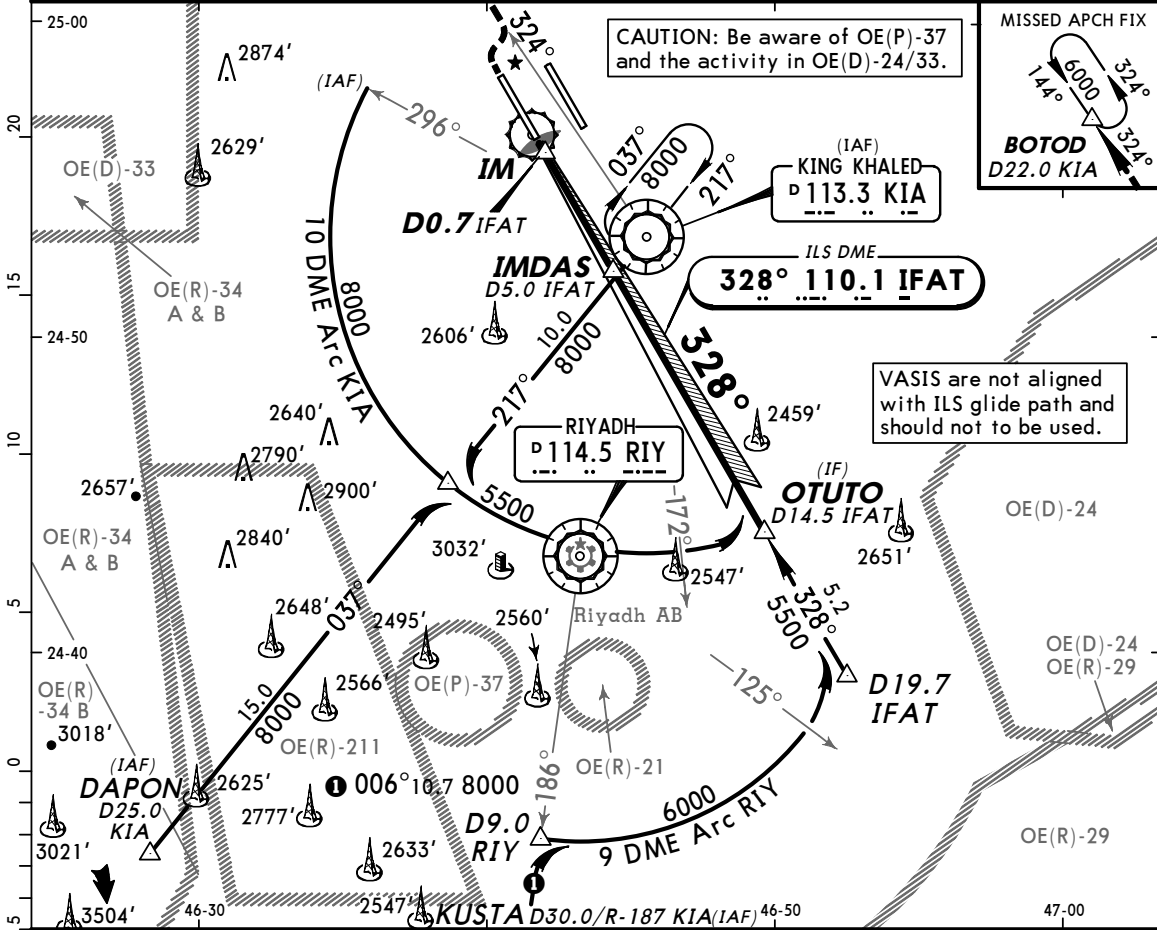 25-00
324°
CAUTION: Be aware of OE(P)-37
and the activity in OE(D)-24/33.
MISSED APCH FIX
6000
144°
324°
324°
BOTOD
D22.0 KIA
2874'
(IAF)
296°
20
OE(D)-33
2629'
IM
037°
8000
217°
(IAF)
KING KHALED
D 113.3 KIA
D0.7 IFAT
ILS DME
328° 110.1 IFAT
IMDAS
D5.0 IFAT
OE(R)-34
A & B
15
10 DME Arc KIA
8000
24-50
2606'
10.0
8000
217°
328°
VASIS are not aligned
with ILS glide path and
should not to be used.
2640'
2459'
RIYADH
D 114.5 RIY
10
2790'
2657'
2900'
5500
172°
(IF)
OTUTO
D14.5 IFAT
OE(D)-24
OE(R)-34
A & B
2840'
3032'
2651'
2547'
5
037°
2648'
2495'
2560'
Riyadh AB
5.2
328°
5500
24-40
OE(D)-24
OE(R)-29
OE(R)
-34 B
2566'
OE(P)-37
125°
D19.7
IFAT
15.0
8000
3018'
OE(R)-211
OE(R)-21
0
(IAF)
DAPON
D25.0
KIA
2625'
1 006° 10.7 8000
186°
6000
9 DME Arc RIY
2777'
D9.0
RIY
3021'
OE(R)-29
2633'
1
3504'
5
46-30
2547'
KUSTA D30.0/R-187 KIA(IAF)
46-50
47-00